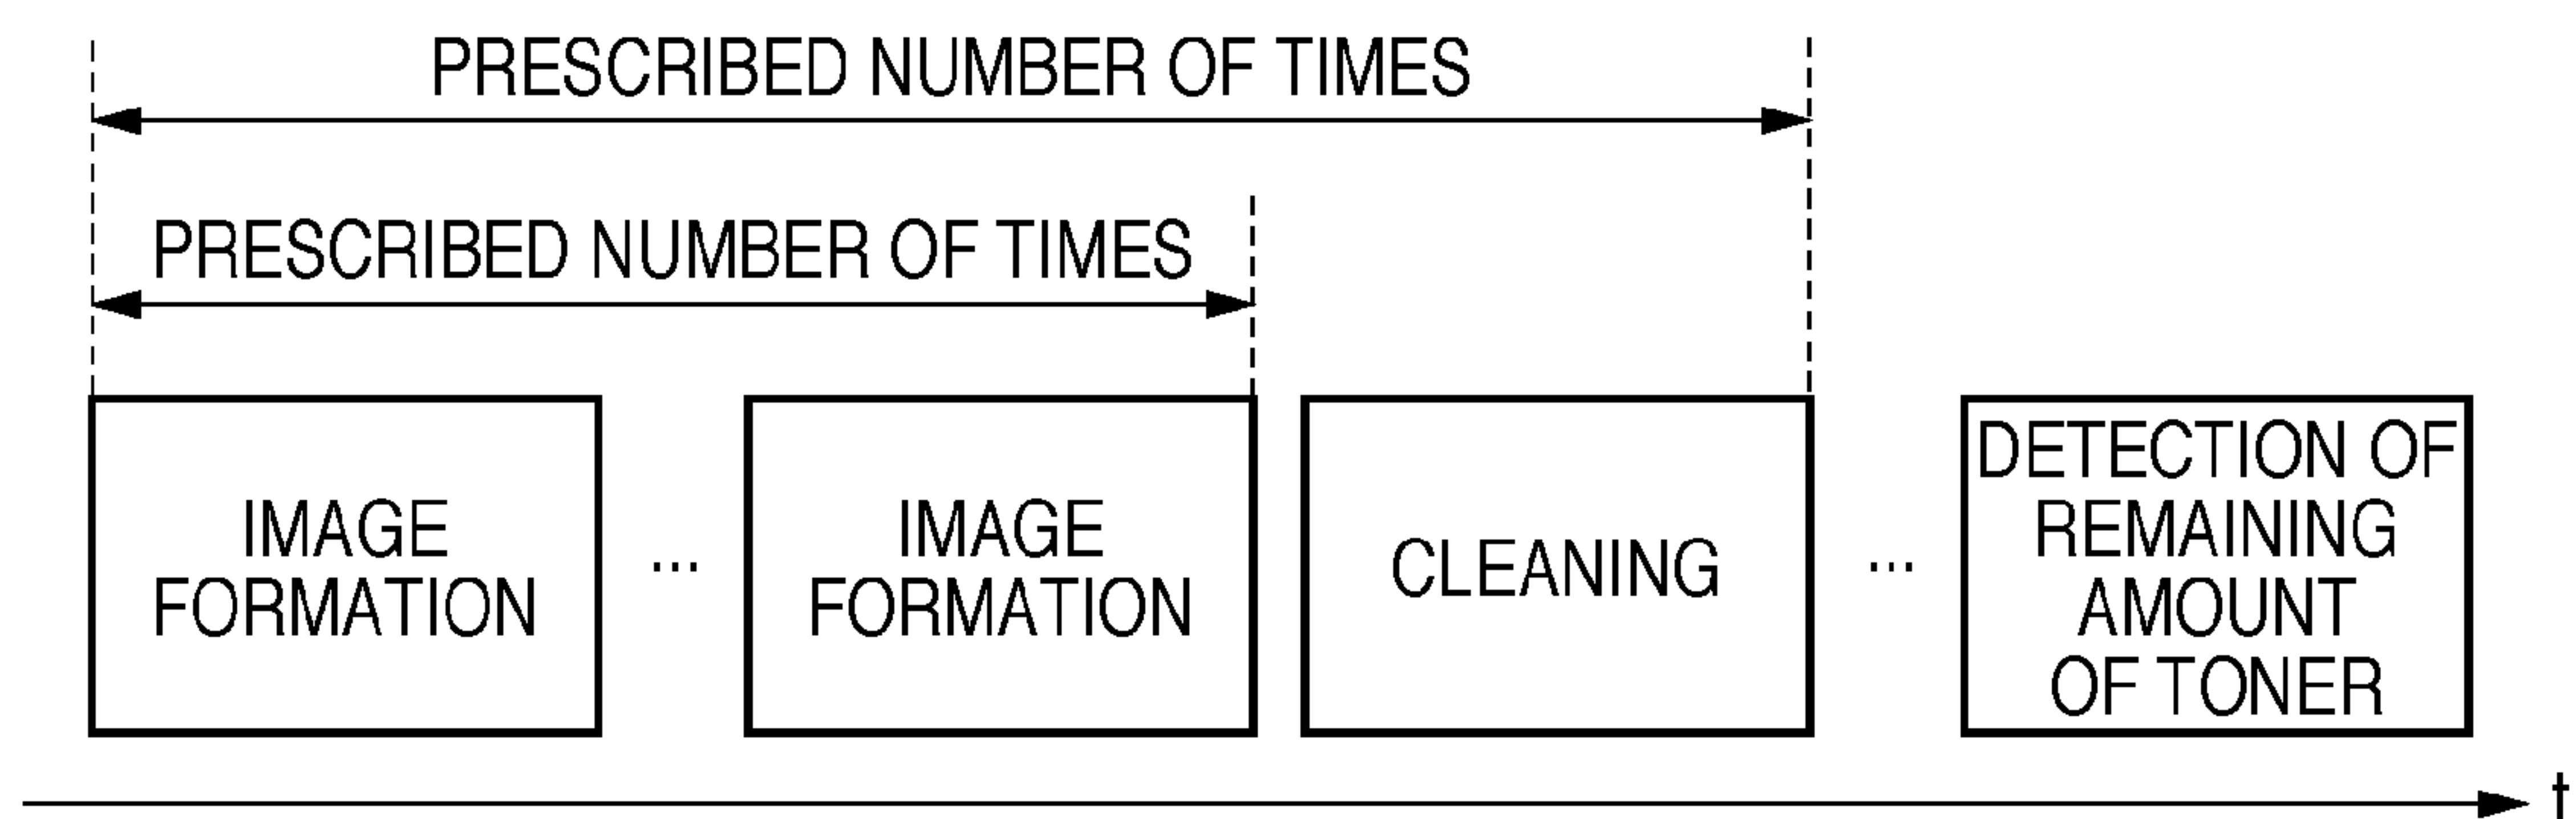 PRESCRIBED NUMBER OF TIMES
PRESCRIBED NUMBER OF TIMES
IMAGE
FORMATION
...
IMAGE
FORMATION
CLEANING
...
DETECTION OF
REMAINING
AMOUNT
OF TONER
t